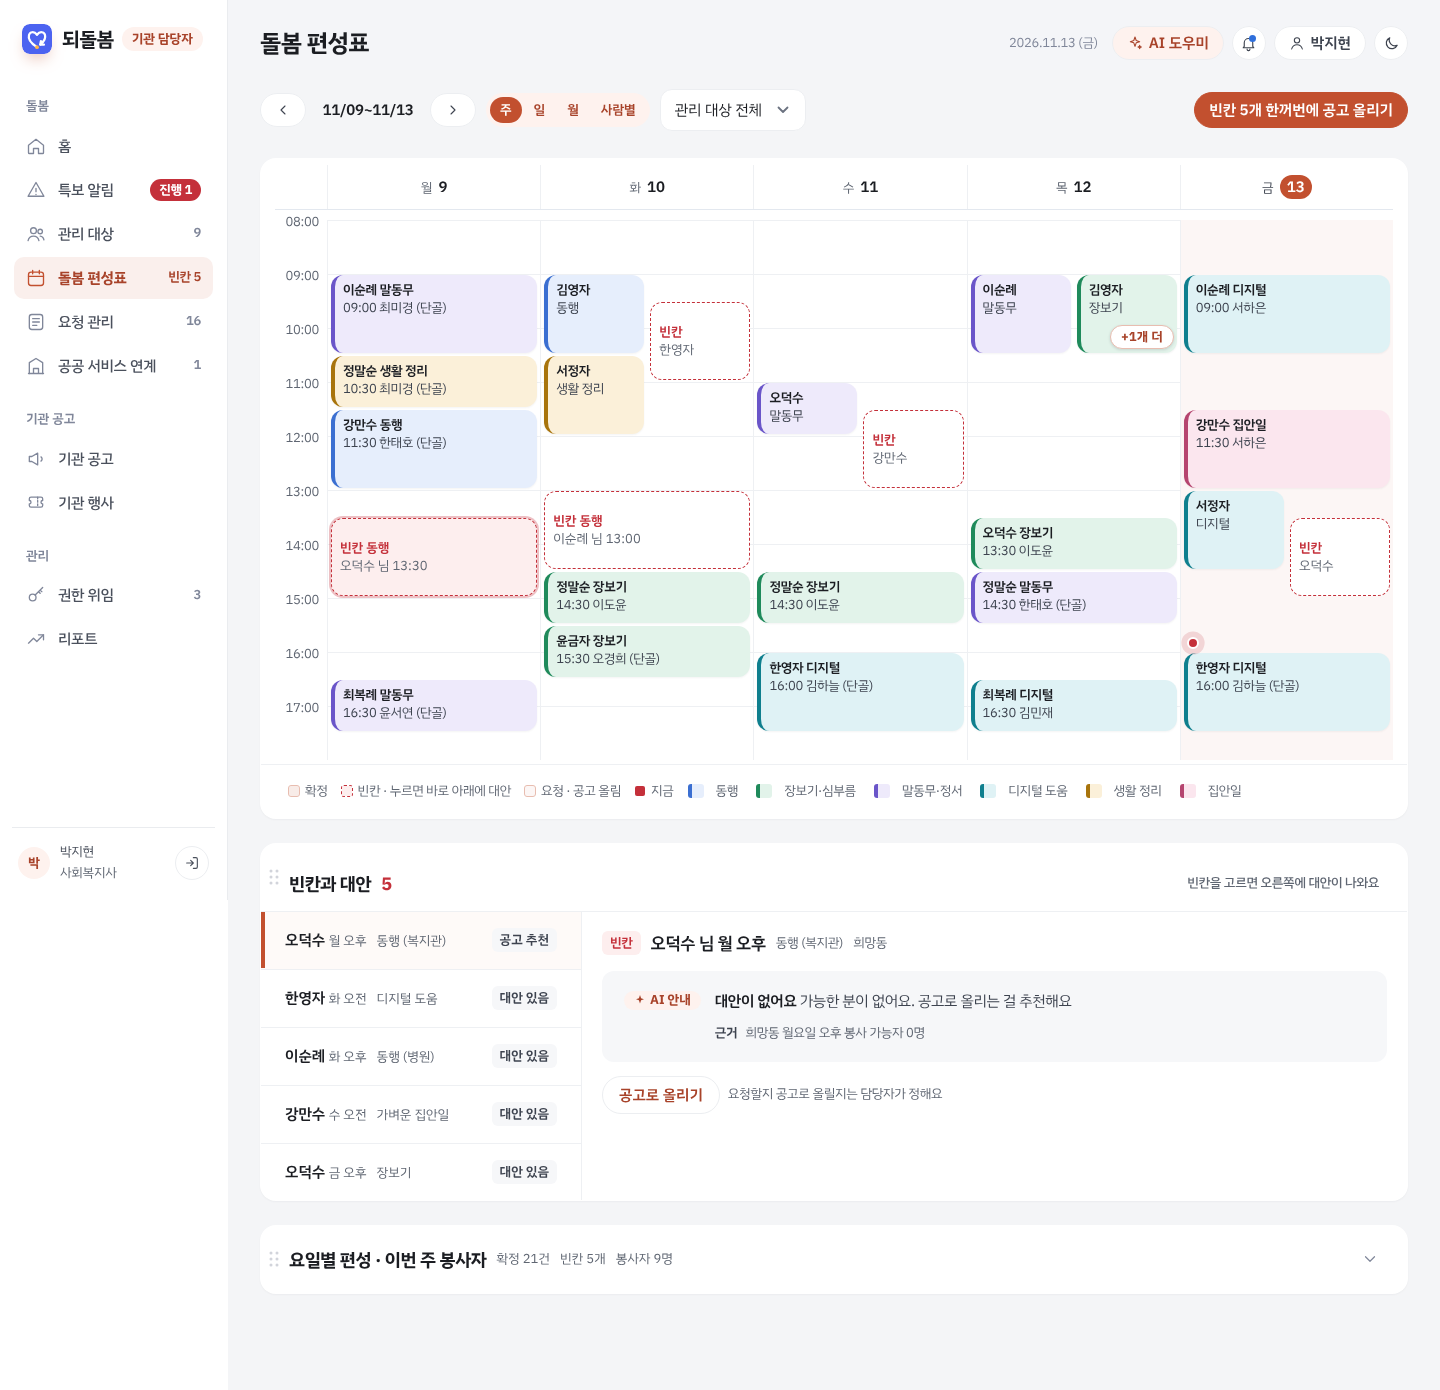 되돌봄 기관 담당자
돌봄
홈
특보 알림 진행 1
관리 대상 9
돌봄 편성표 빈칸 5
요청 관리 16
공공 서비스 연계 1
기관 공고
기관 공고
기관 행사
관리
권한 위임 3
리포트
박 박지현
사회복지사
돌봄 편성표
2026.11.13 (금) AI 도우미 박지현
11/09~11/13 주 일 월 사람별 관리 대상 전체 빈칸 5개 한꺼번에 공고 올리기
월 9 화 10 수 11 목 12 금 13
08:00
09:00
10:00
11:00
12:00
13:00
14:00
15:00
16:00
17:00
이순례 말동무
09:00 최미경 (단골)
정말순 생활 정리
10:30 최미경 (단골)
강만수 동행
11:30 한태호 (단골)
빈칸 동행
오덕수 님 13:30
최복례 말동무
16:30 윤서연 (단골)
김영자
동행
빈칸
한영자
서정자
생활 정리
빈칸 동행
이순례 님 13:00
정말순 장보기
14:30 이도윤
윤금자 장보기
15:30 오경희 (단골)
오덕수
말동무
빈칸
강만수
정말순 장보기
14:30 이도윤
한영자 디지털
16:00 김하늘 (단골)
이순례
말동무
김영자
장보기
+1개 더
오덕수 장보기
13:30 이도윤
정말순 말동무
14:30 한태호 (단골)
최복례 디지털
16:30 김민재
이순례 디지털
09:00 서하은
강만수 집안일
11:30 서하은
서정자
디지털
빈칸
오덕수
한영자 디지털
16:00 김하늘 (단골)
확정 빈칸 · 누르면 바로 아래에 대안 요청 · 공고 올림 지금 동행 장보기·심부름 말동무·정서 디지털 도움 생활 정리 집안일
빈칸과 대안 5 빈칸을 고르면 오른쪽에 대안이 나와요
오덕수 월 오후 동행 (복지관) 공고 추천
한영자 화 오전 디지털 도움 대안 있음
이순례 화 오후 동행 (병원) 대안 있음
강만수 수 오전 가벼운 집안일 대안 있음
오덕수 금 오후 장보기 대안 있음
빈칸 오덕수 님 월 오후 동행 (복지관) 희망동
AI 안내 대안이 없어요 가능한 분이 없어요. 공고로 올리는 걸 추천해요
근거 희망동 월요일 오후 봉사 가능자 0명
공고로 올리기 요청할지 공고로 올릴지는 담당자가 정해요
요일별 편성 · 이번 주 봉사자 확정 21건 빈칸 5개 봉사자 9명